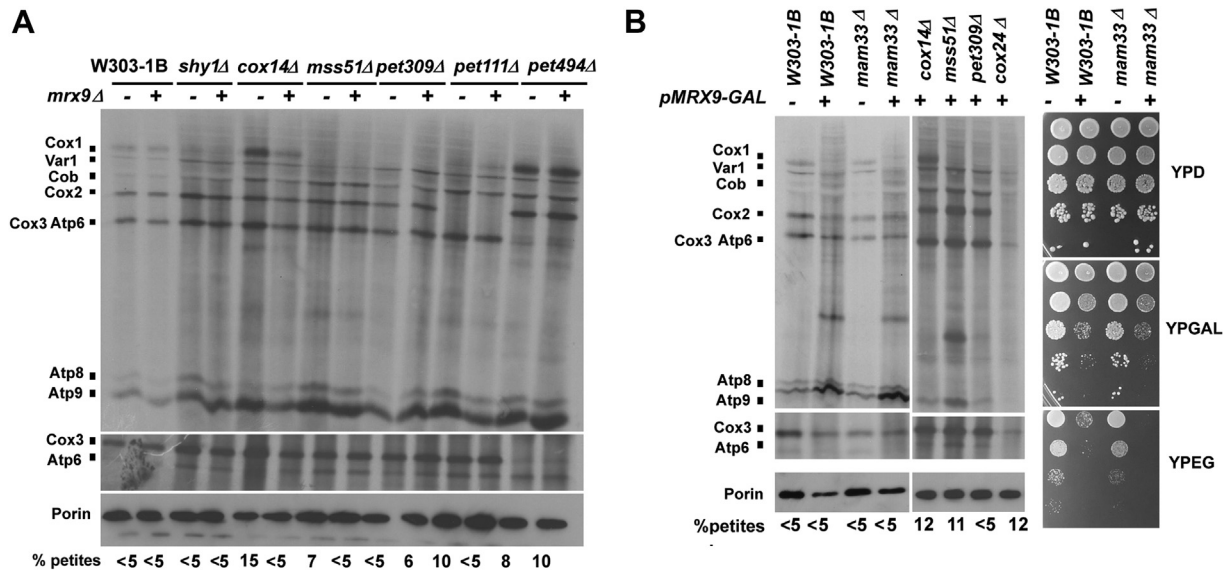 A
W303-1B shy1Δ cox14Δ mss51Δ pet309Δ pet111Δ pet494Δ
mrx9Δ - + - + - + - + - + - + - +
Cox1
Var1
Cob
Cox2
Cox3 Atp6
Atp8
Atp9
Cox3
Atp6
Porin
% petites <5 <5 <5 <5 15 <5 7 <5 <5 6 10 <5 8 10
B
W303-1B W303-1B mam33Δ mam33Δ cox14Δ mss51Δ pet309Δ cox24Δ
pMRX9-GAL - + - + + + + +
Cox1
Var1
Cob
Cox2
Cox3 Atp6
Atp8
Atp9
Cox3
Atp6
Porin
%petites <5 <5 <5 <5 12 11 <5 12
W303-1B W303-1B mam33Δ mam33Δ
- + - +
YPD
YPGAL
YPEG